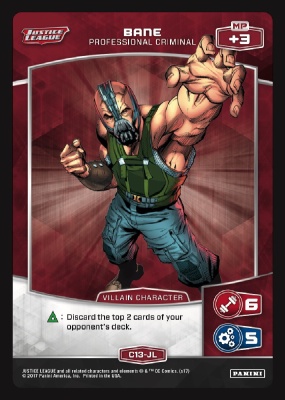 JUSTICE LEAGUE
BANE
PROFESSIONAL CRIMINAL
MP
+3
VILLAIN CHARACTER
: Discard the top 2 cards of your
opponent's deck.
6
5
C13-JL
JUSTICE LEAGUE and all related characters and elements © & ™ DC Comics. (s17)
© 2017 Panini America, Inc. Printed in the USA.
PANINI